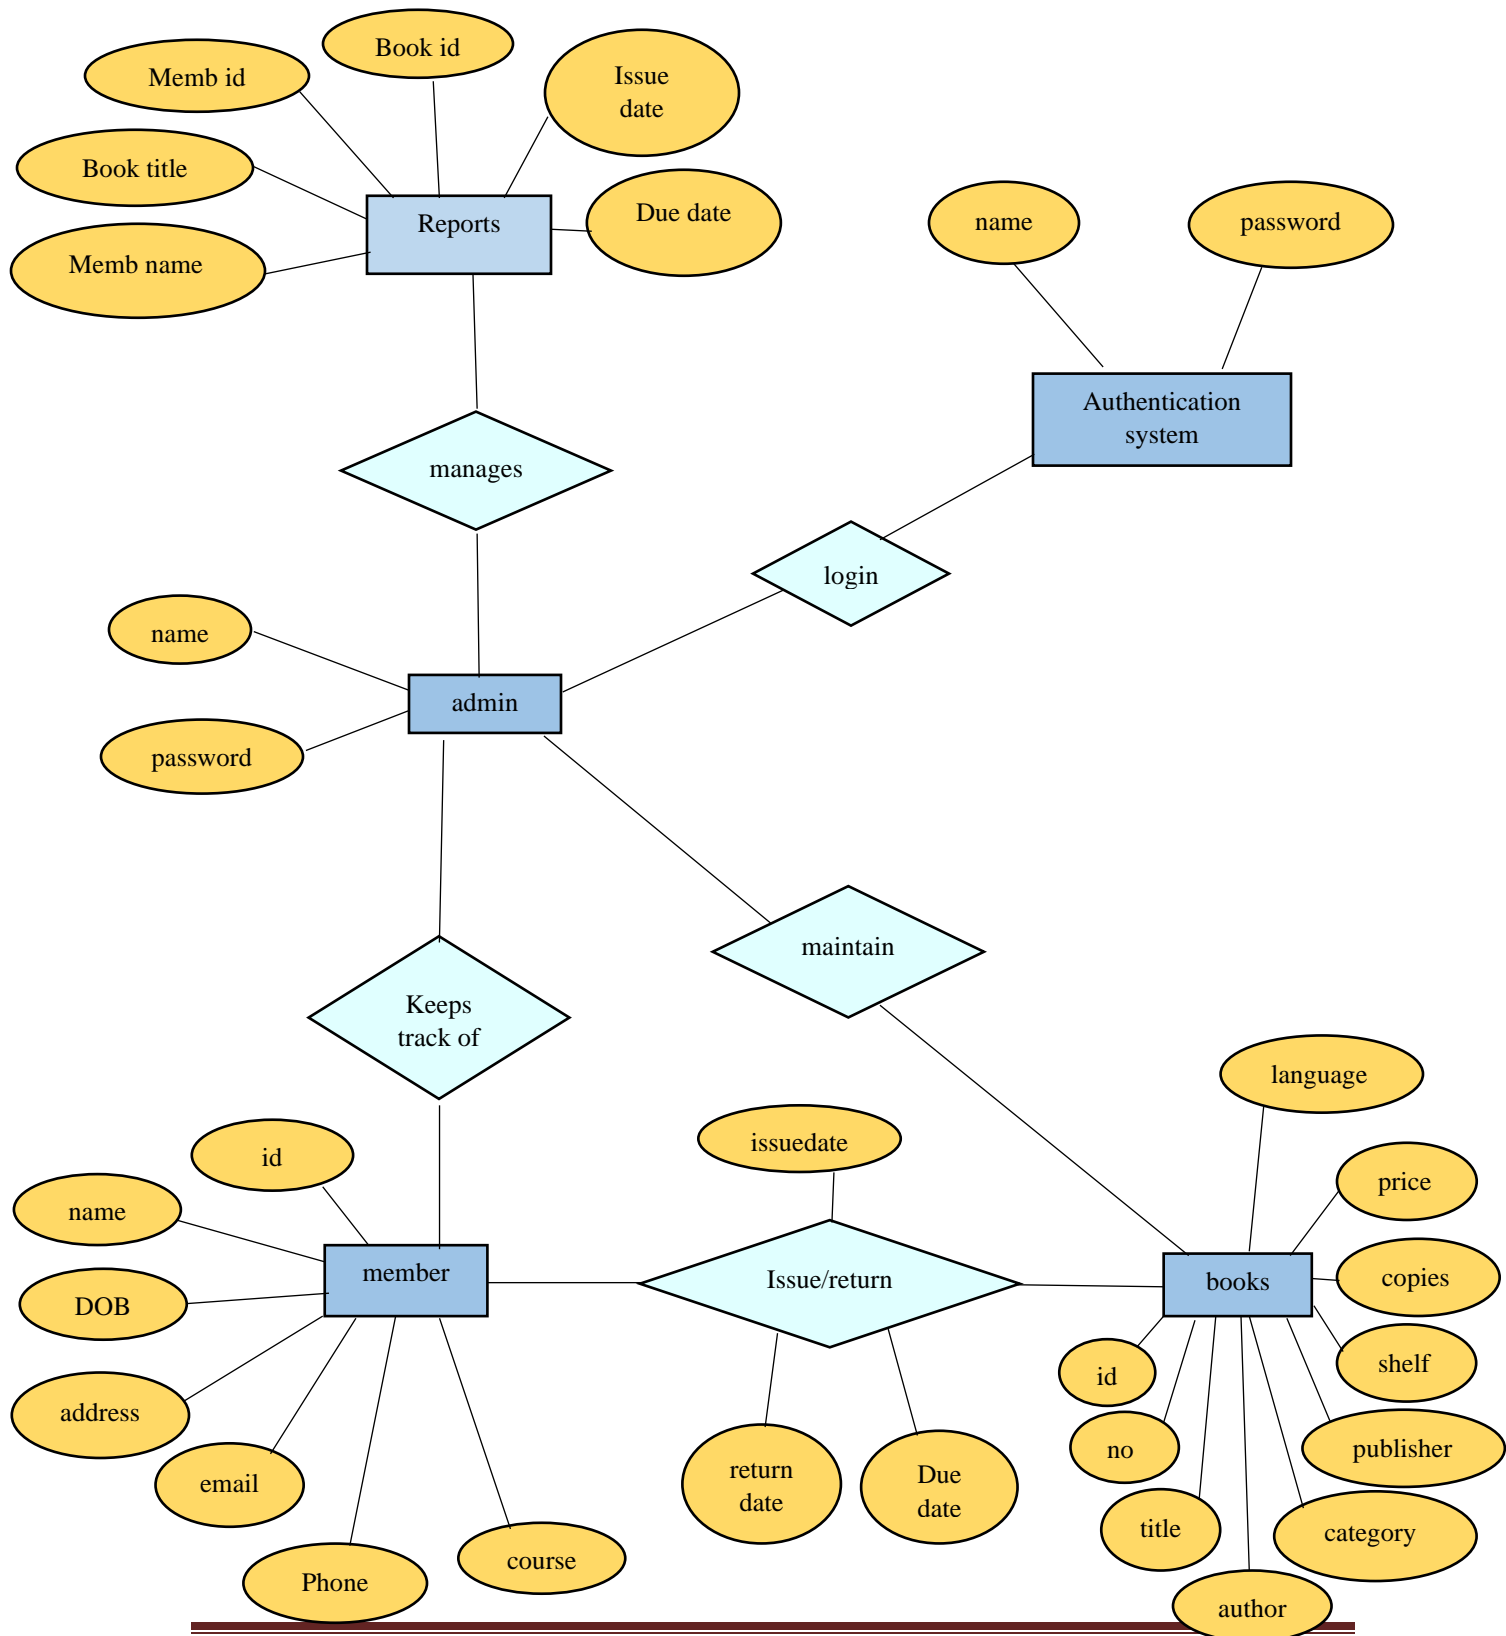 Book id
Memb id
Issue
date
Book title
Due date
Reports
Memb name
name
password
Authentication
system
manages
login
name
admin
password
maintain
Keeps
track of
language
issuedate
id
price
name
member
Issue/return
books
copies
DOB
shelf
id
address
no
publisher
email
return
date
Due
date
title
category
course
Phone
author